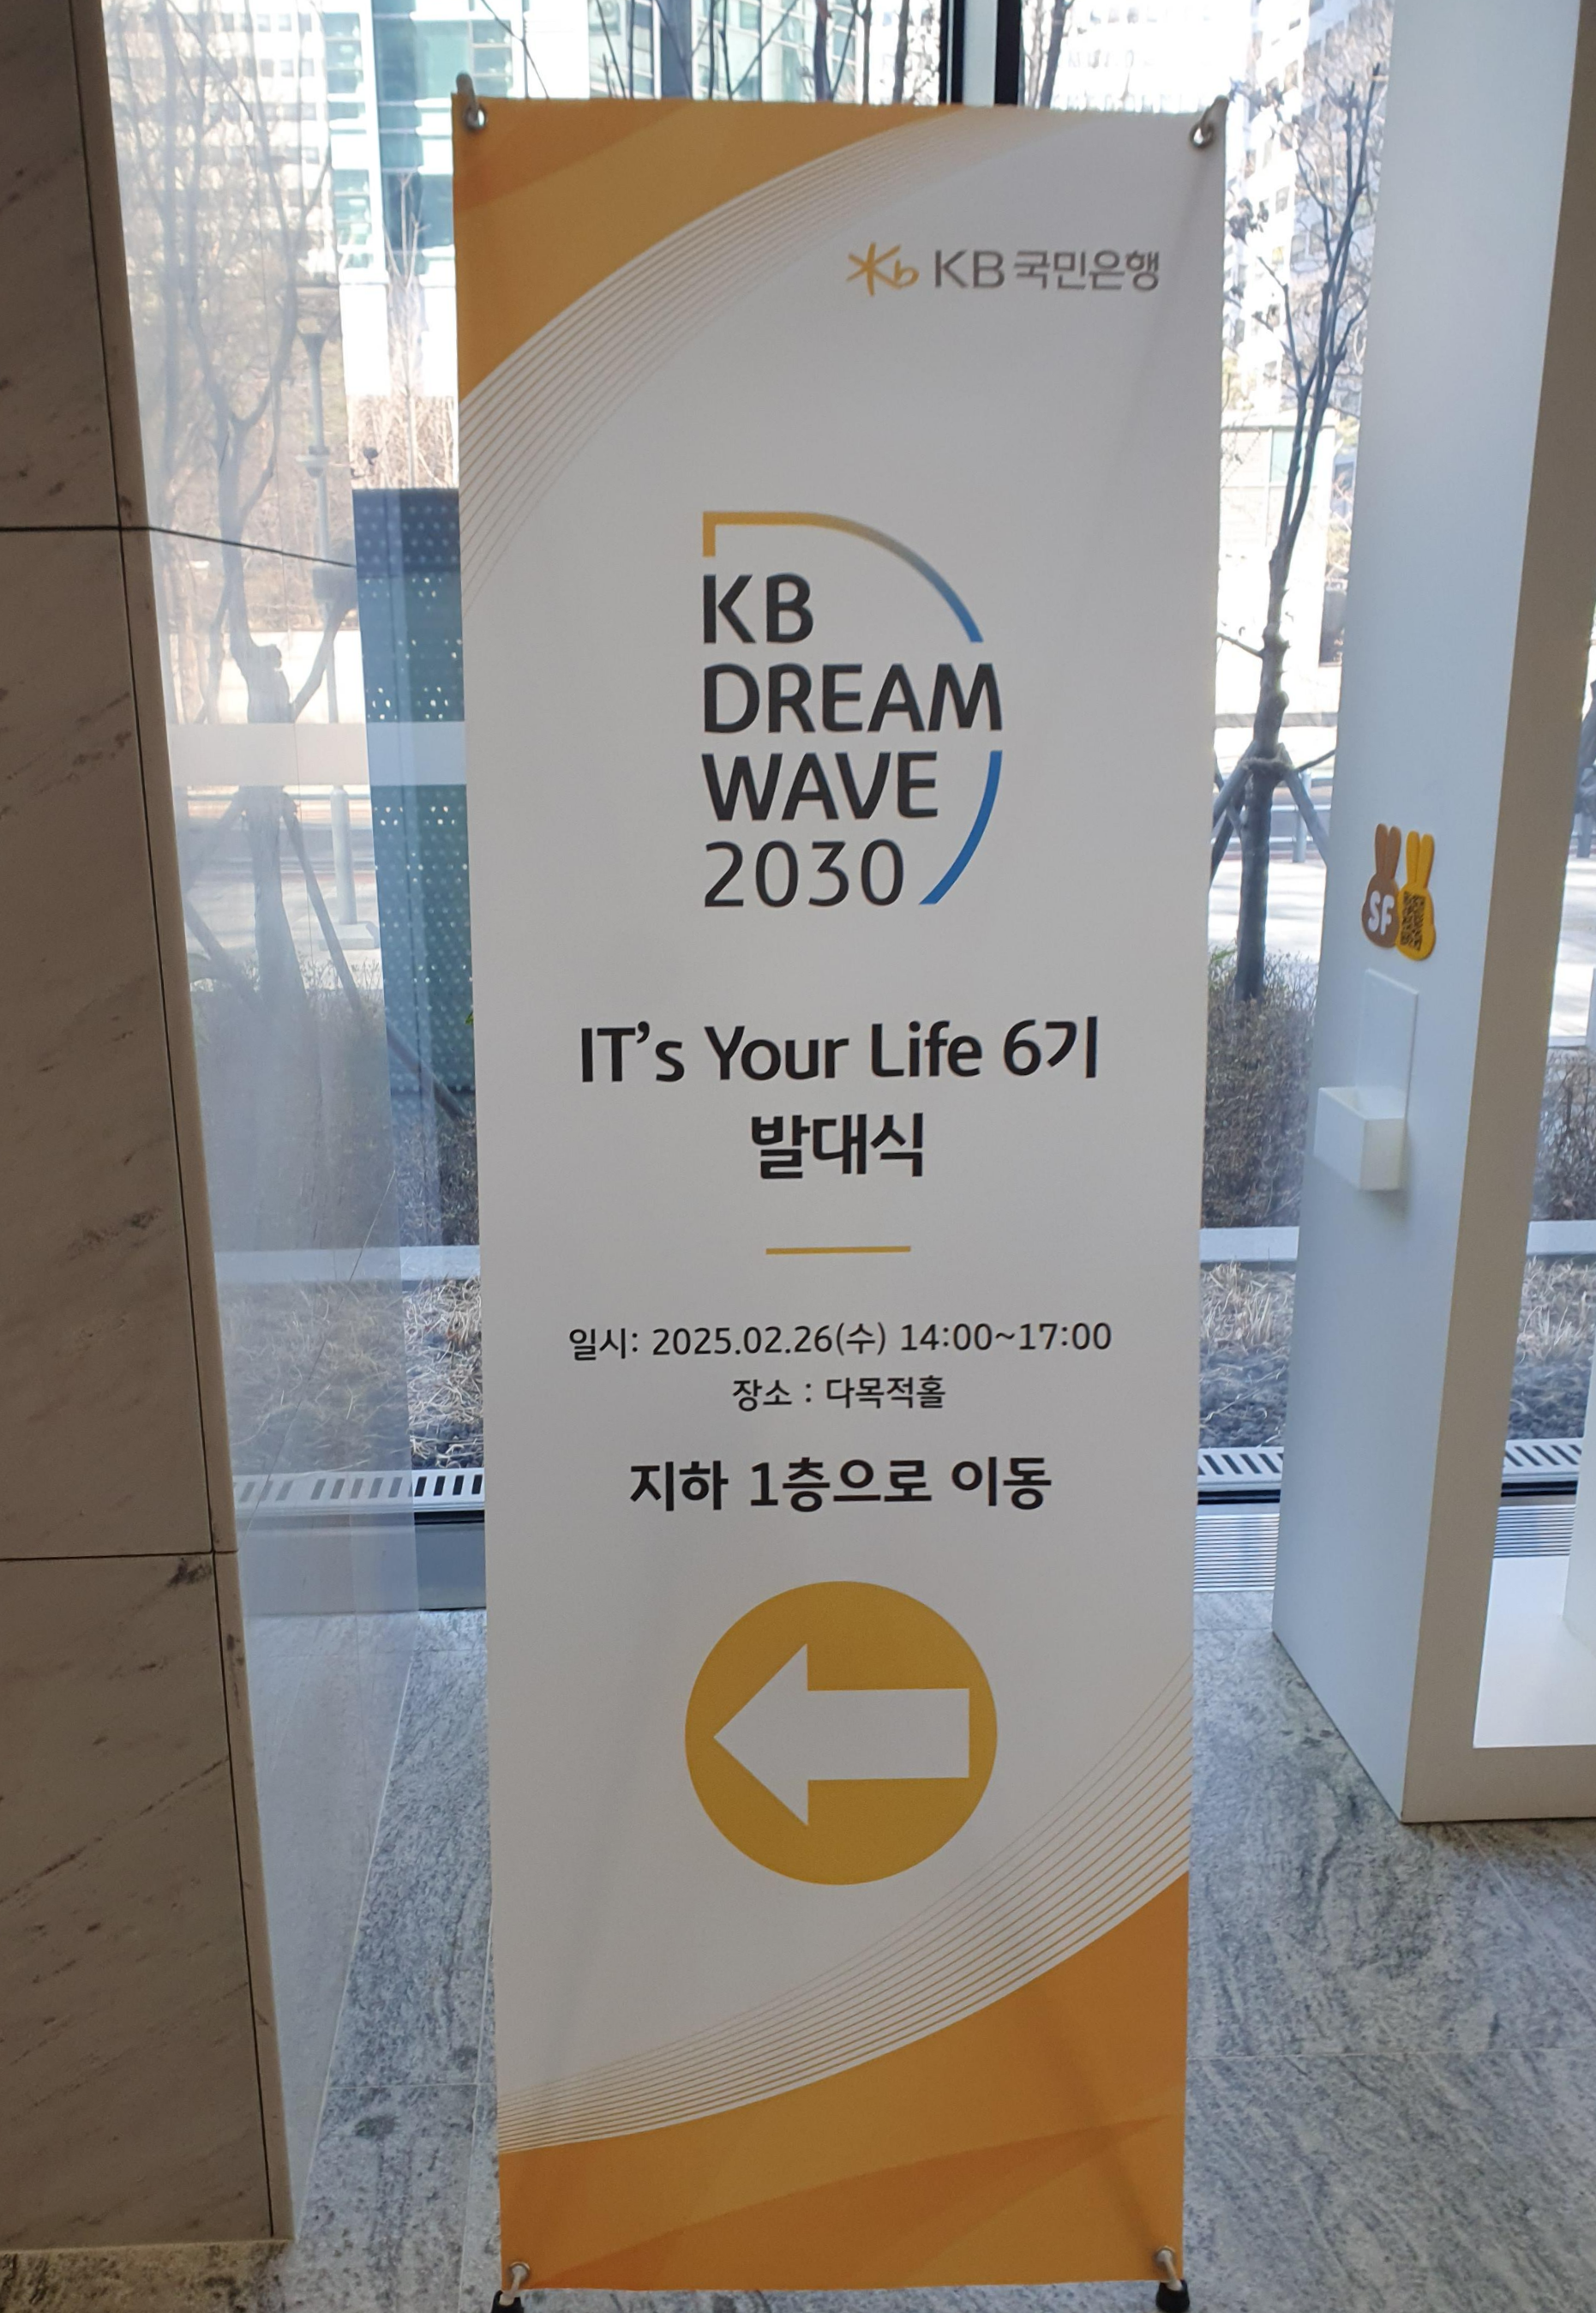 Kb KB국민은행
KB
DREAM
WAVE
2030
IT's Your Life 6기
발대식
일시: 2025.02.26(수) 14:00~17:00
장소 : 다목적홀
지하 1층으로 이동
SF